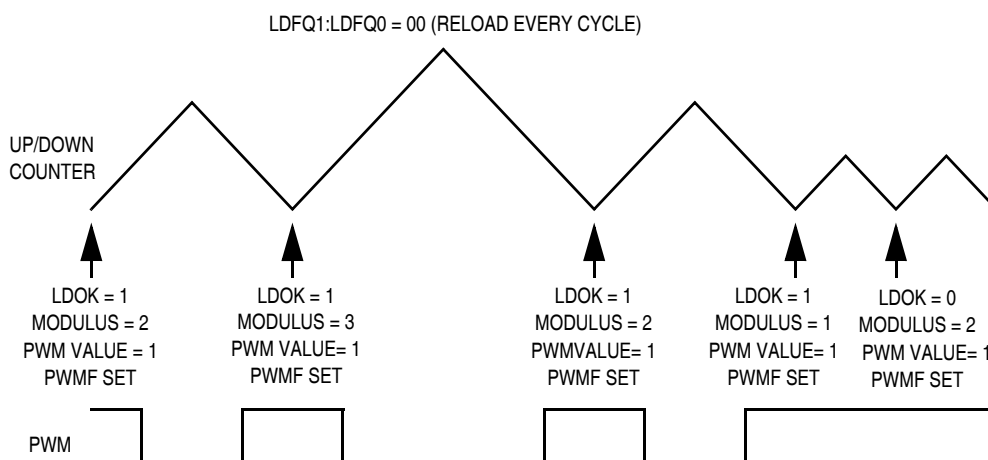 LDFQ1:LDFQ0 = 00 (RELOAD EVERY CYCLE)
UP/DOWN
COUNTER
LDOK = 1
MODULUS = 2
PWM VALUE = 1
PWMF SET
LDOK = 1
MODULUS = 3
PWM VALUE= 1
PWMF SET
LDOK = 1
MODULUS = 2
PWMVALUE= 1
PWMF SET
LDOK = 1
MODULUS = 1
PWM VALUE= 1
PWMF SET
LDOK = 0
MODULUS = 2
PWM VALUE = 1
PWMF SET
PWM